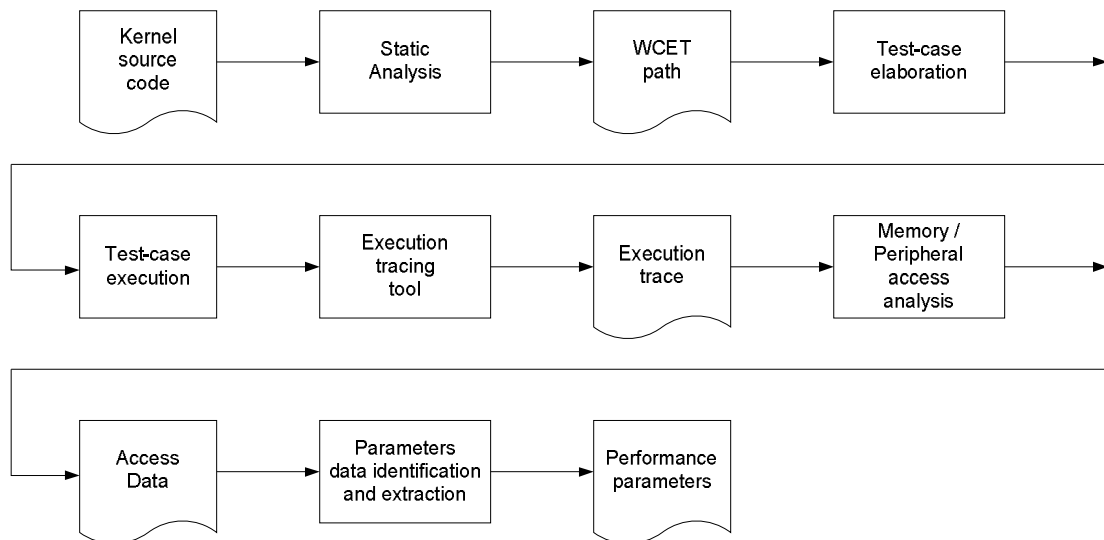 Kernel
source
code
Static
Analysis
WCET
path
Test-case
elaboration
Test-case
execution
Execution
tracing
tool
Execution
trace
Memory /
Peripheral
access
analysis
Access
Data
Parameters
data identification
and extraction
Performance
parameters